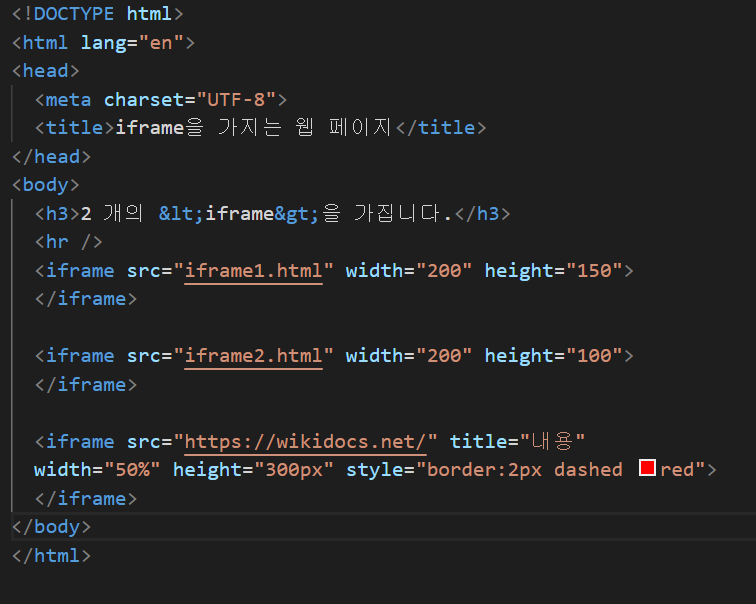 <!DOCTYPE html>
<html lang="en">
<head>
<meta charset="UTF-8">
<title>iframe을 가지는 웹 페이지</title>
</head>
<body>
<h3>2 개의 &lt;iframe&gt;을 가집니다.</h3>
<hr />
<iframe src="iframe1.html" width="200" height="150">
</iframe>
<iframe src="iframe2.html" width="200" height="100">
</iframe>
<iframe src="https://wikidocs.net/" title="내용"
width="50%" height="300px" style="border:2px dashed red">
</iframe>
</body>
</html>